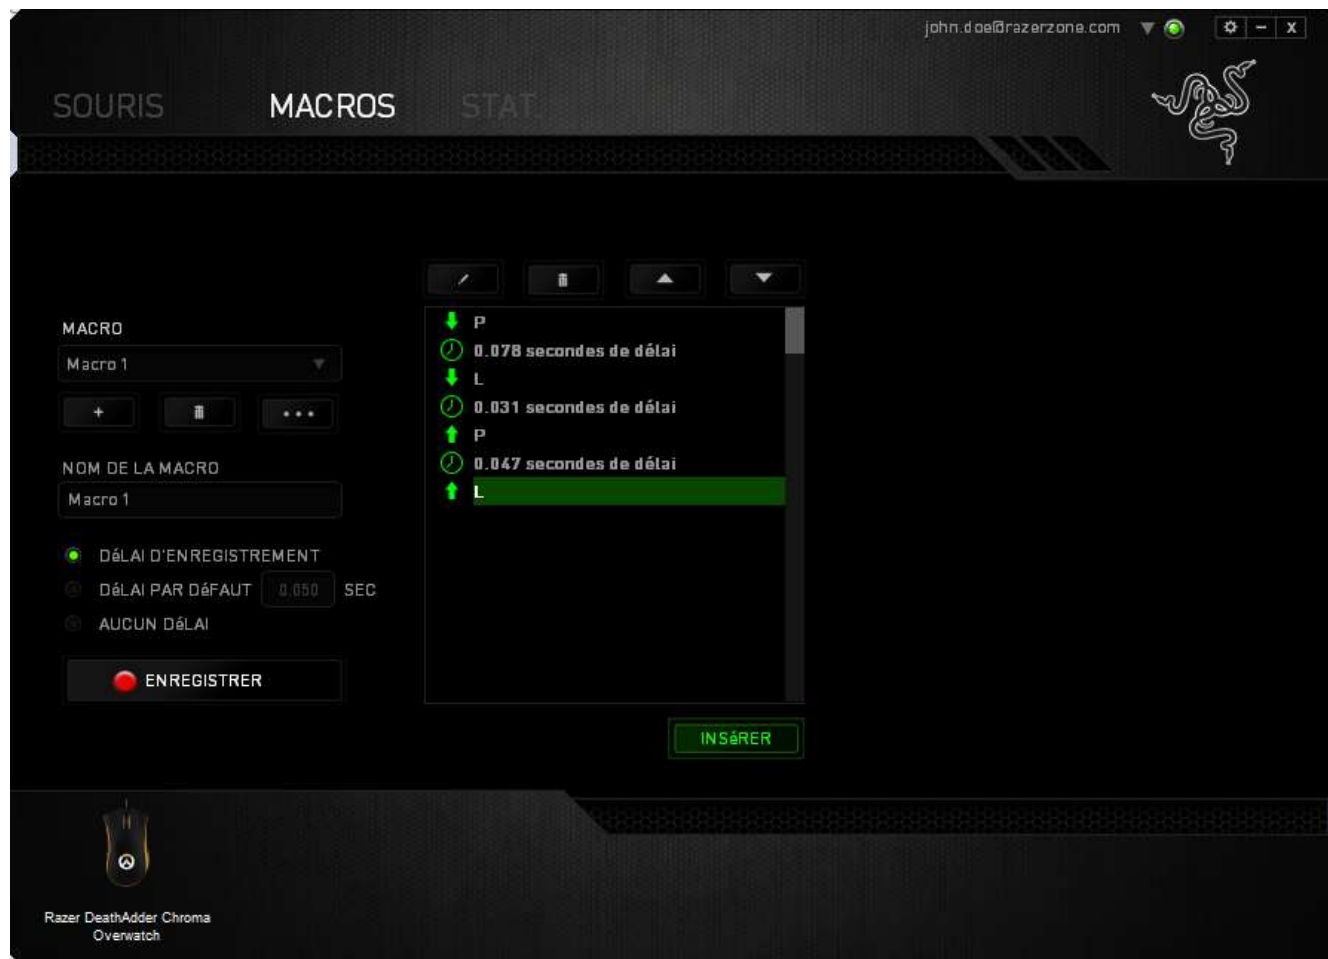 john.doe@razerzone.com
SOURIS MACROS STAT.
MACRO
Macro 1
NOM DE LA MACRO
Macro 1
DéLAI D'ENREGISTREMENT
DéLAI PAR DéFAUT 0.050 SEC
AUCUN DéLAI
ENREGISTRER
P
0.078 secondes de délai
L
0.031 secondes de délai
P
0.047 secondes de délai
L
INSéRER
Razer DeathAdder Chroma
Overwatch